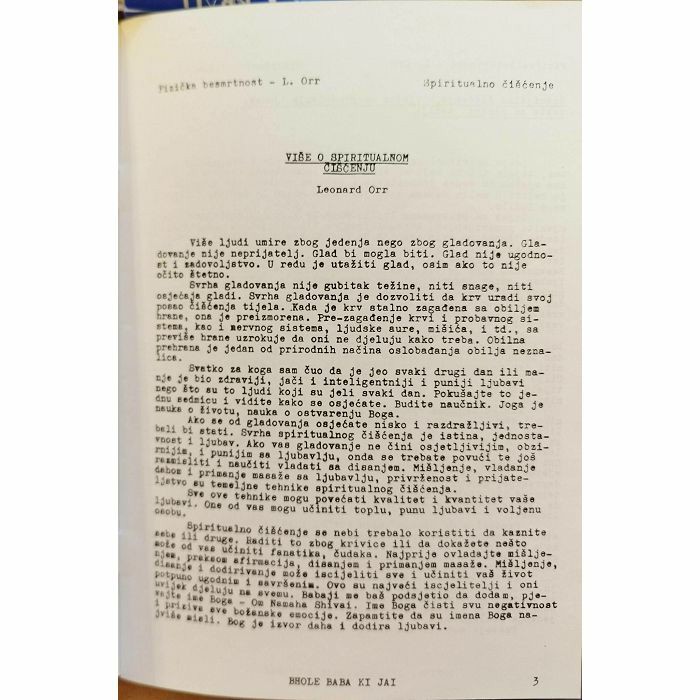 Fizička besmrtnost - L. Orr Spiritualno čišćenje
VIŠE O SPIRITUALNOM
ČIŠĆENJU
Leonard Orr
Više ljudi umire zbog jedenja nego zbog gladovanja. Gla-
dovanje nije neprijatelj. Glad bi mogla biti. Glad nije ugodno-
st i zadovoljstvo. U redu je utažiti glad, osim ako to nije
očito štetno.
Svrha gladovanja nije gubitak težine, niti snage, niti
osjećaja gladi. Svrha gladovanja je dozvoliti da krv uradi svoj
posao čišćenja tijela. Kada je krv stalno zagađena sa obiljem
hrane, ona je preizmorena. Pre-zagađenje krvi i probavnog si-
stema, kao i nervnog sistema, ljudske aure, mišića, i td., sa
previše hrane uzrokuje da oni ne djeluju kako treba. Obilna
prehrana je jedan od prirodnih načina oslobađanja obilja nezna-
lica.
Svatko za koga sam čuo da je jeo svaki drugi dan ili ma-
nje je bio zdraviji, jači i inteligentniji i puniji ljubavi
nego što su to ljudi koji su jeli svaki dan. Pokušajte to je-
dnu sedmicu i vidite kako se osjećate. Budite naučnik. Joga je
nauka o životu, nauka o ostvarenju Boga.
Ako se od gladovanja osjećate nisko i razdražljivi, tre-
bali bi stati. Svrha spiritualnog čišćenja je istina, jednosta-
vnost i ljubav. Ako vas gladovanje ne čini osjetljivijim, obzi-
rnijim, i punijim sa ljubavlju, onda se trebate povući te još
razmisliti i naučiti vladati sa disanjem. Mišljenje, vladanje
dahom i primanje masaže sa ljubavlju, privrženost i prijate-
ljstvo su temeljne tehnike spiritualnog čišćenja.
Sve ove tehnike mogu povećati kvalitet i kvantitet vaše
ljubavi. One od vas mogu učiniti toplu, punu ljubavi i voljenu
osobu.
Spiritualno čišćenje se nebi trebalo koristiti da kaznite
sebe ili druge. Raditi to zbog krivice ili da dokažete nešto
može od vas učiniti fanatika, čudaka. Najprije ovladajte mišlje-
njem, praksom afirmacija, disanjem i primanjem masaže. Mišljenje,
disanje i dodirivanje može iscijeliti sve i učiniti vaš život
potpuno ugodnim i savršenim. Ovo su najveći iscjelitelji i oni
uvijek djeluju na svemu. Babaji me baš podsjetio da dodam, pje-
vajte ime Boga - Om Namaha Shivai. Ime Boga čisti svu negativnost
i priziva sve božanske emocije. Zapamtite da su imena Boga na-
jviše misli. Bog je izvor daha i dodira ljubavi.
BHOLE BABA KI JAI 3